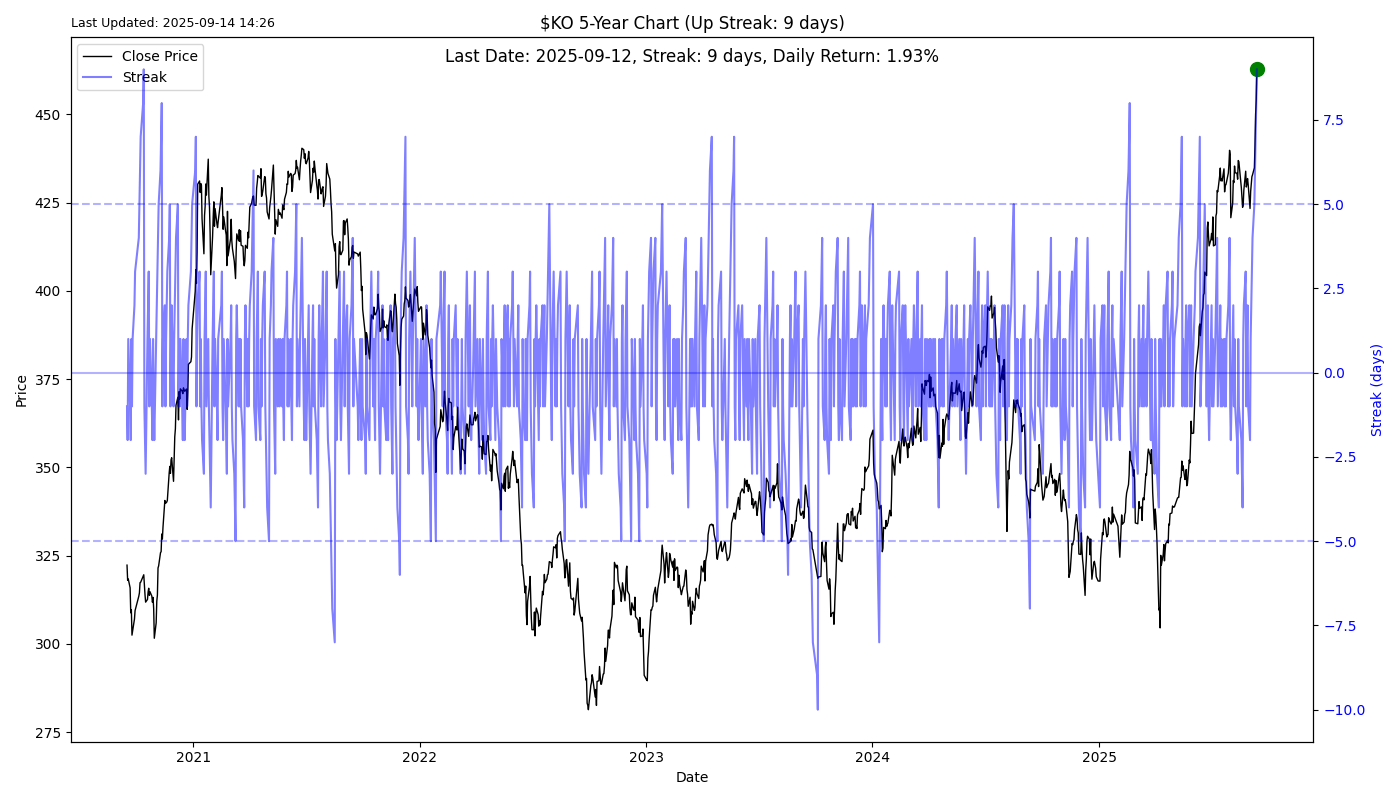 Last Updated: 2025-09-14 14:26
$KO 5-Year Chart (Up Streak: 9 days)
Last Date: 2025-09-12, Streak: 9 days, Daily Return: 1.93%
Close Price
Streak
450
425
400
375
350
325
300
275
Price
7.5
5.0
2.5
0.0
−2.5
−5.0
−7.5
−10.0
Streak (days)
2021
2022
2023
2024
2025
Date